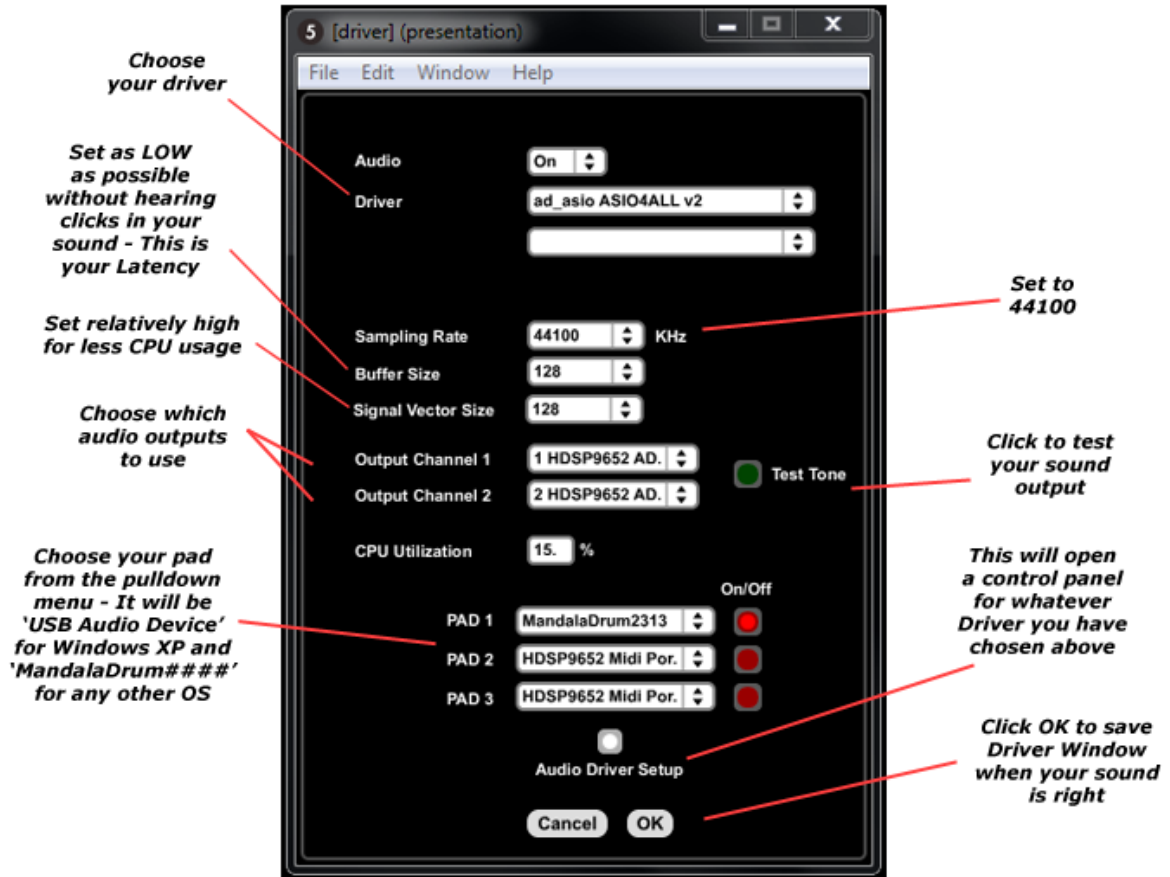 5 [driver] (presentation)
File Edit Window Help
Choose
your driver
Set as LOW
as possible
without hearing
clicks in your
sound - This is
your Latency
Set relatively high
for less CPU usage
Choose which
audio outputs
to use
Choose your pad
from the pulldown
menu - It will be
‘USB Audio Device’
for Windows XP and
‘MandalaDrum####’
for any other OS
Audio On
Driver ad_asio ASIO4ALL v2
Sampling Rate 44100 KHz
Buffer Size 128
Signal Vector Size 128
Output Channel 1 1 HDSP9652 AD.
Output Channel 2 2 HDSP9652 AD.
Test Tone
CPU Utilization 15. %
On/Off
PAD 1 MandalaDrum2313
PAD 2 HDSP9652 Midi Por.
PAD 3 HDSP9652 Midi Por.
Audio Driver Setup
Cancel OK
Set to
44100
Click to test
your sound
output
This will open
a control panel
for whatever
Driver you have
chosen above
Click OK to save
Driver Window
when your sound
is right